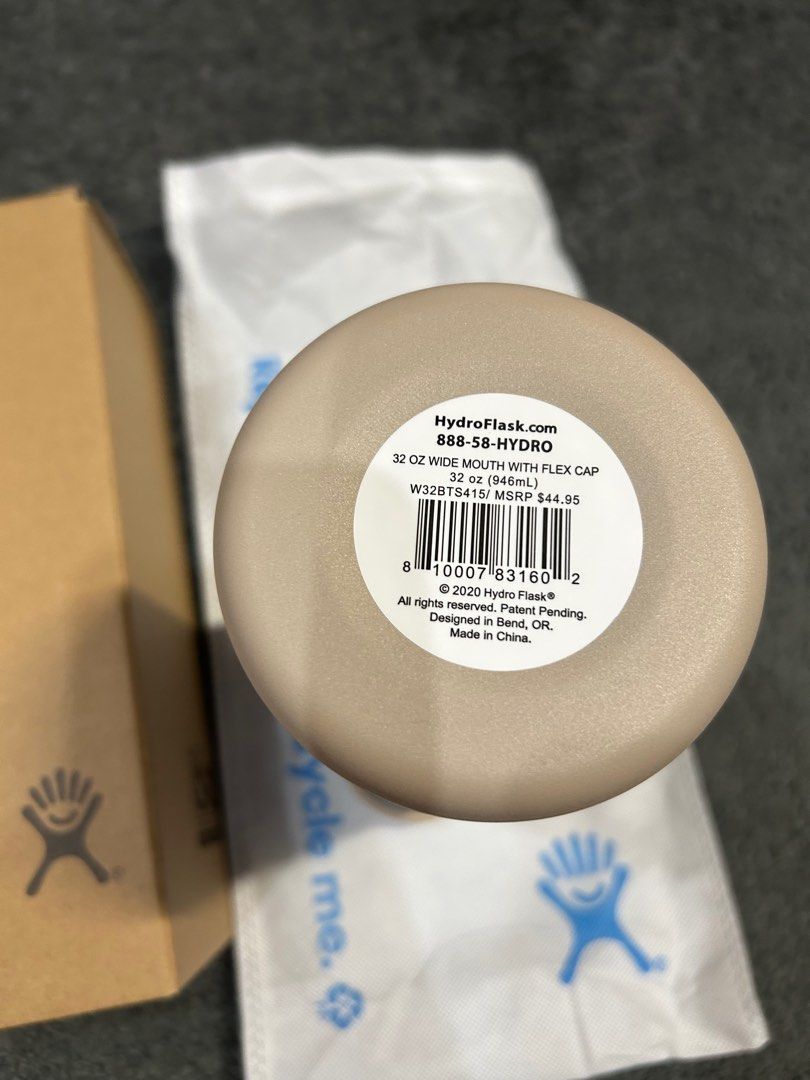 HydroFlask.com
888-58-HYDRO
32 OZ WIDE MOUTH WITH FLEX CAP
32 oz (946mL)
W32BTS415/ MSRP $44.95
8 10007 83160 2
© 2020 Hydro Flask®
All rights reserved. Patent Pending.
Designed in Bend, OR.
Made in China.
me.
®
®